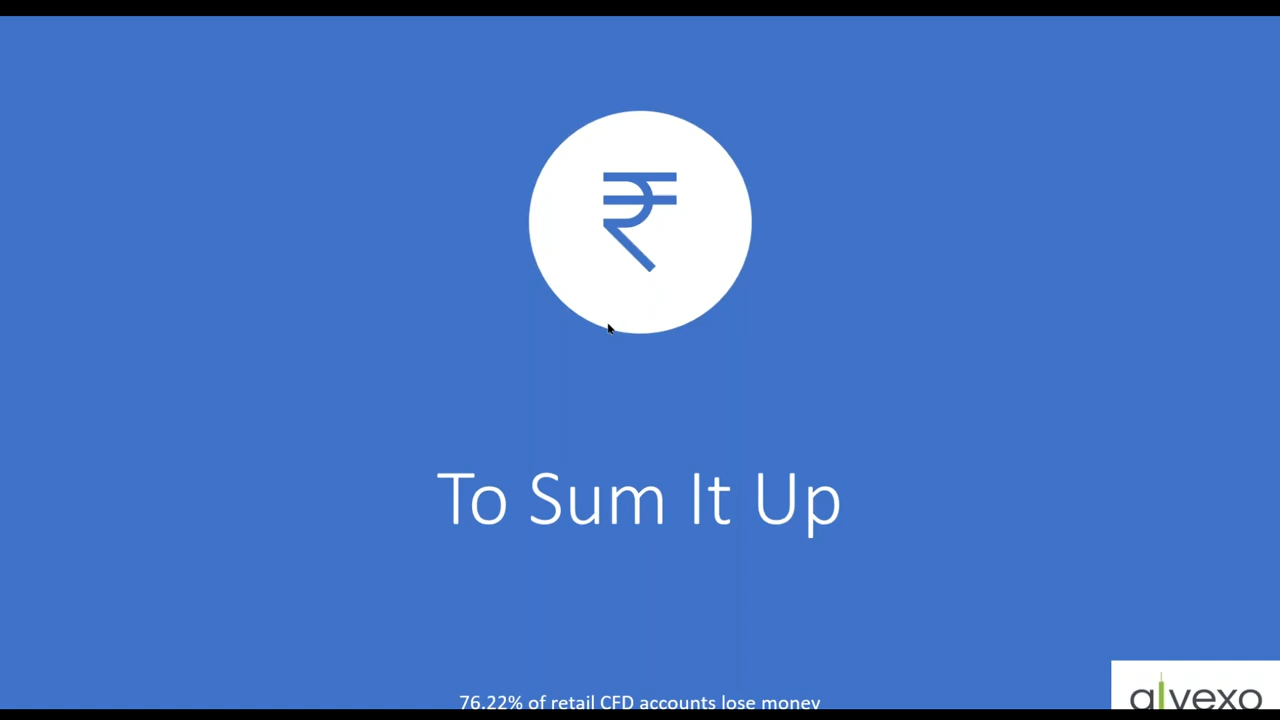 ₹
To Sum It Up
76.22% of retail CFD accounts lose money
alvexo